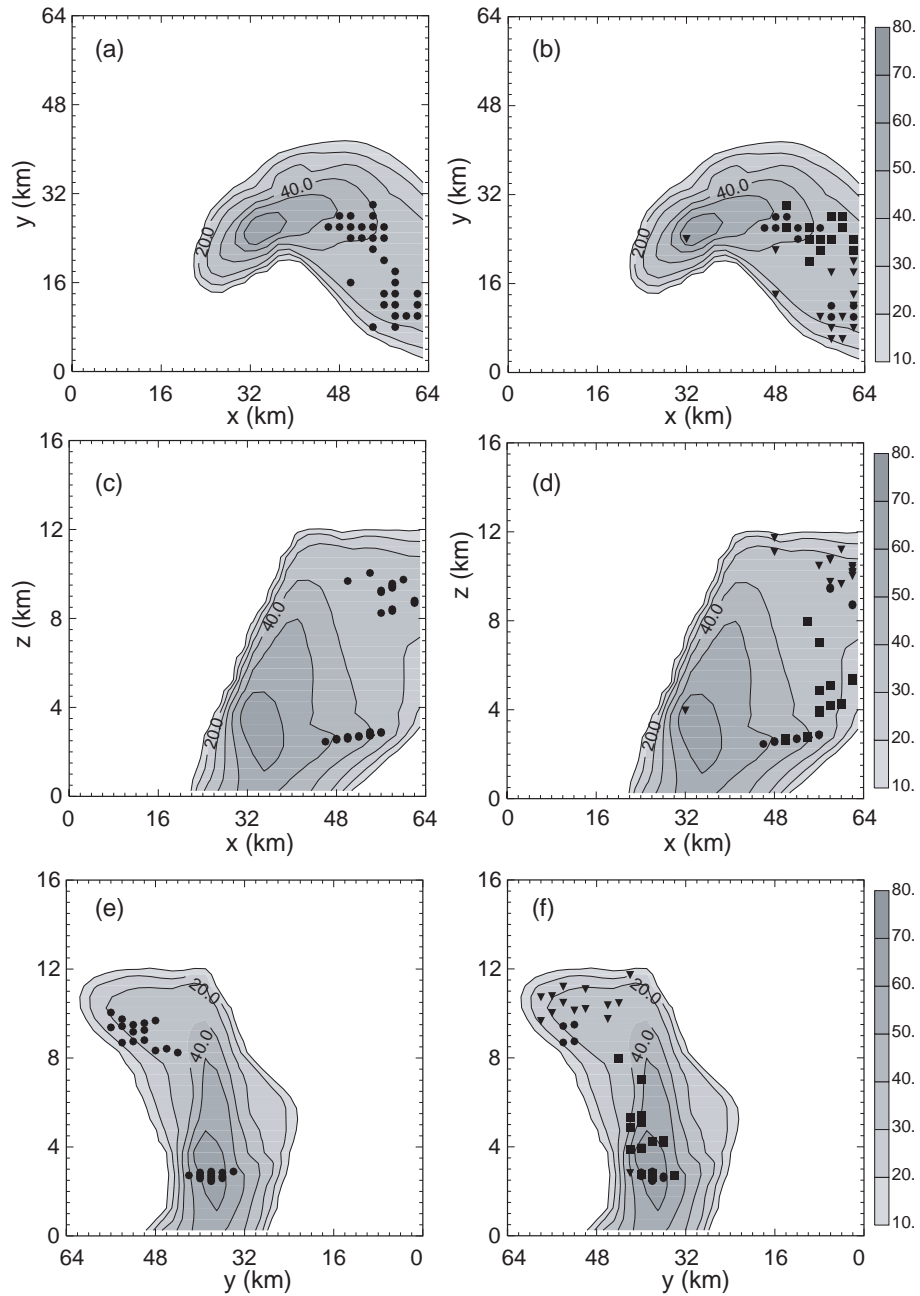 64
48
32
16
0
y (km)
(a)
40.0
20.0
0 16 32 48 64
x (km)
64
48
32
16
0
y (km)
(b)
40.0
20.0
0 16 32 48 64
x (km)
80.
70.
60.
50.
40.
30.
20.
10.
16
12
8
4
0
z (km)
(c)
40.0
20.0
0 16 32 48 64
x (km)
16
12
8
4
0
z (km)
(d)
40.0
20.0
0 16 32 48 64
x (km)
80.
70.
60.
50.
40.
30.
20.
10.
16
12
8
4
0
z (km)
(e)
20.0
40.0
64 48 32 16 0
y (km)
16
12
8
4
0
z (km)
(f)
20.0
40.0
64 48 32 16 0
y (km)
80.
70.
60.
50.
40.
30.
20.
10.